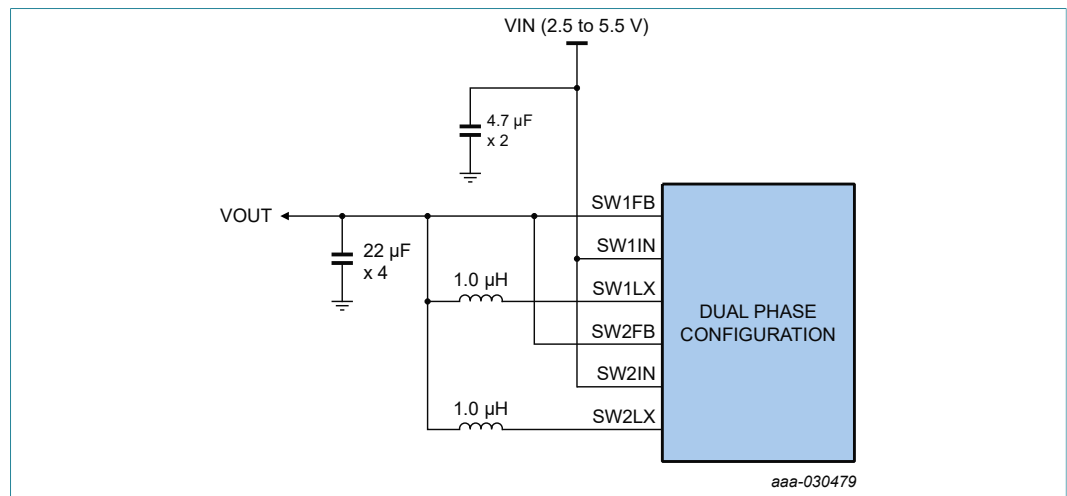 VIN (2.5 to 5.5 V)
4.7 µF
x 2
SW1FB
VOUT
22 µF
x 4
SW1IN
1.0 µH
SW1LX
DUAL PHASE
CONFIGURATION
SW2FB
SW2IN
1.0 µH
SW2LX
aaa-030479